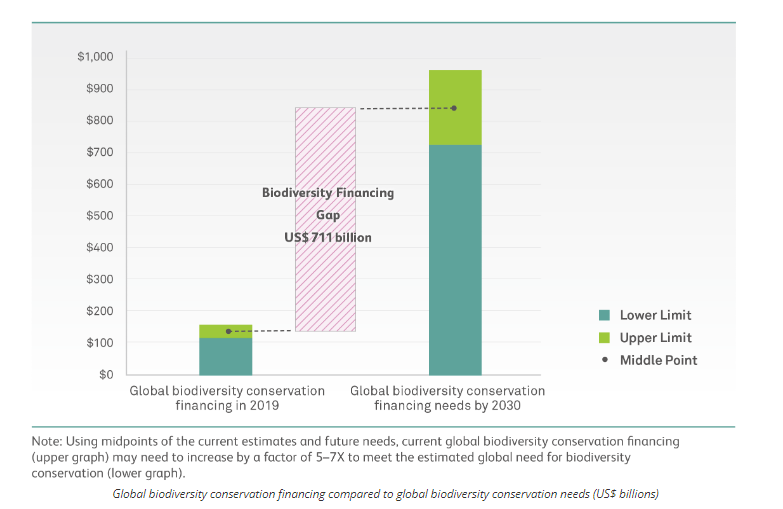 $1,000
$900
$800
$700
$600
$500
$400
$300
$200
$100
$0
Biodiversity Financing
Gap
US$ 711 billion
Lower Limit
Upper Limit
Middle Point
Global biodiversity conservation
financing in 2019
Global biodiversity conservation
financing needs by 2030
Note: Using midpoints of the current estimates and future needs, current global biodiversity conservation financing
(upper graph) may need to increase by a factor of 5–7X to meet the estimated global need for biodiversity
conservation (lower graph).
Global biodiversity conservation financing compared to global biodiversity conservation needs (US$ billions)